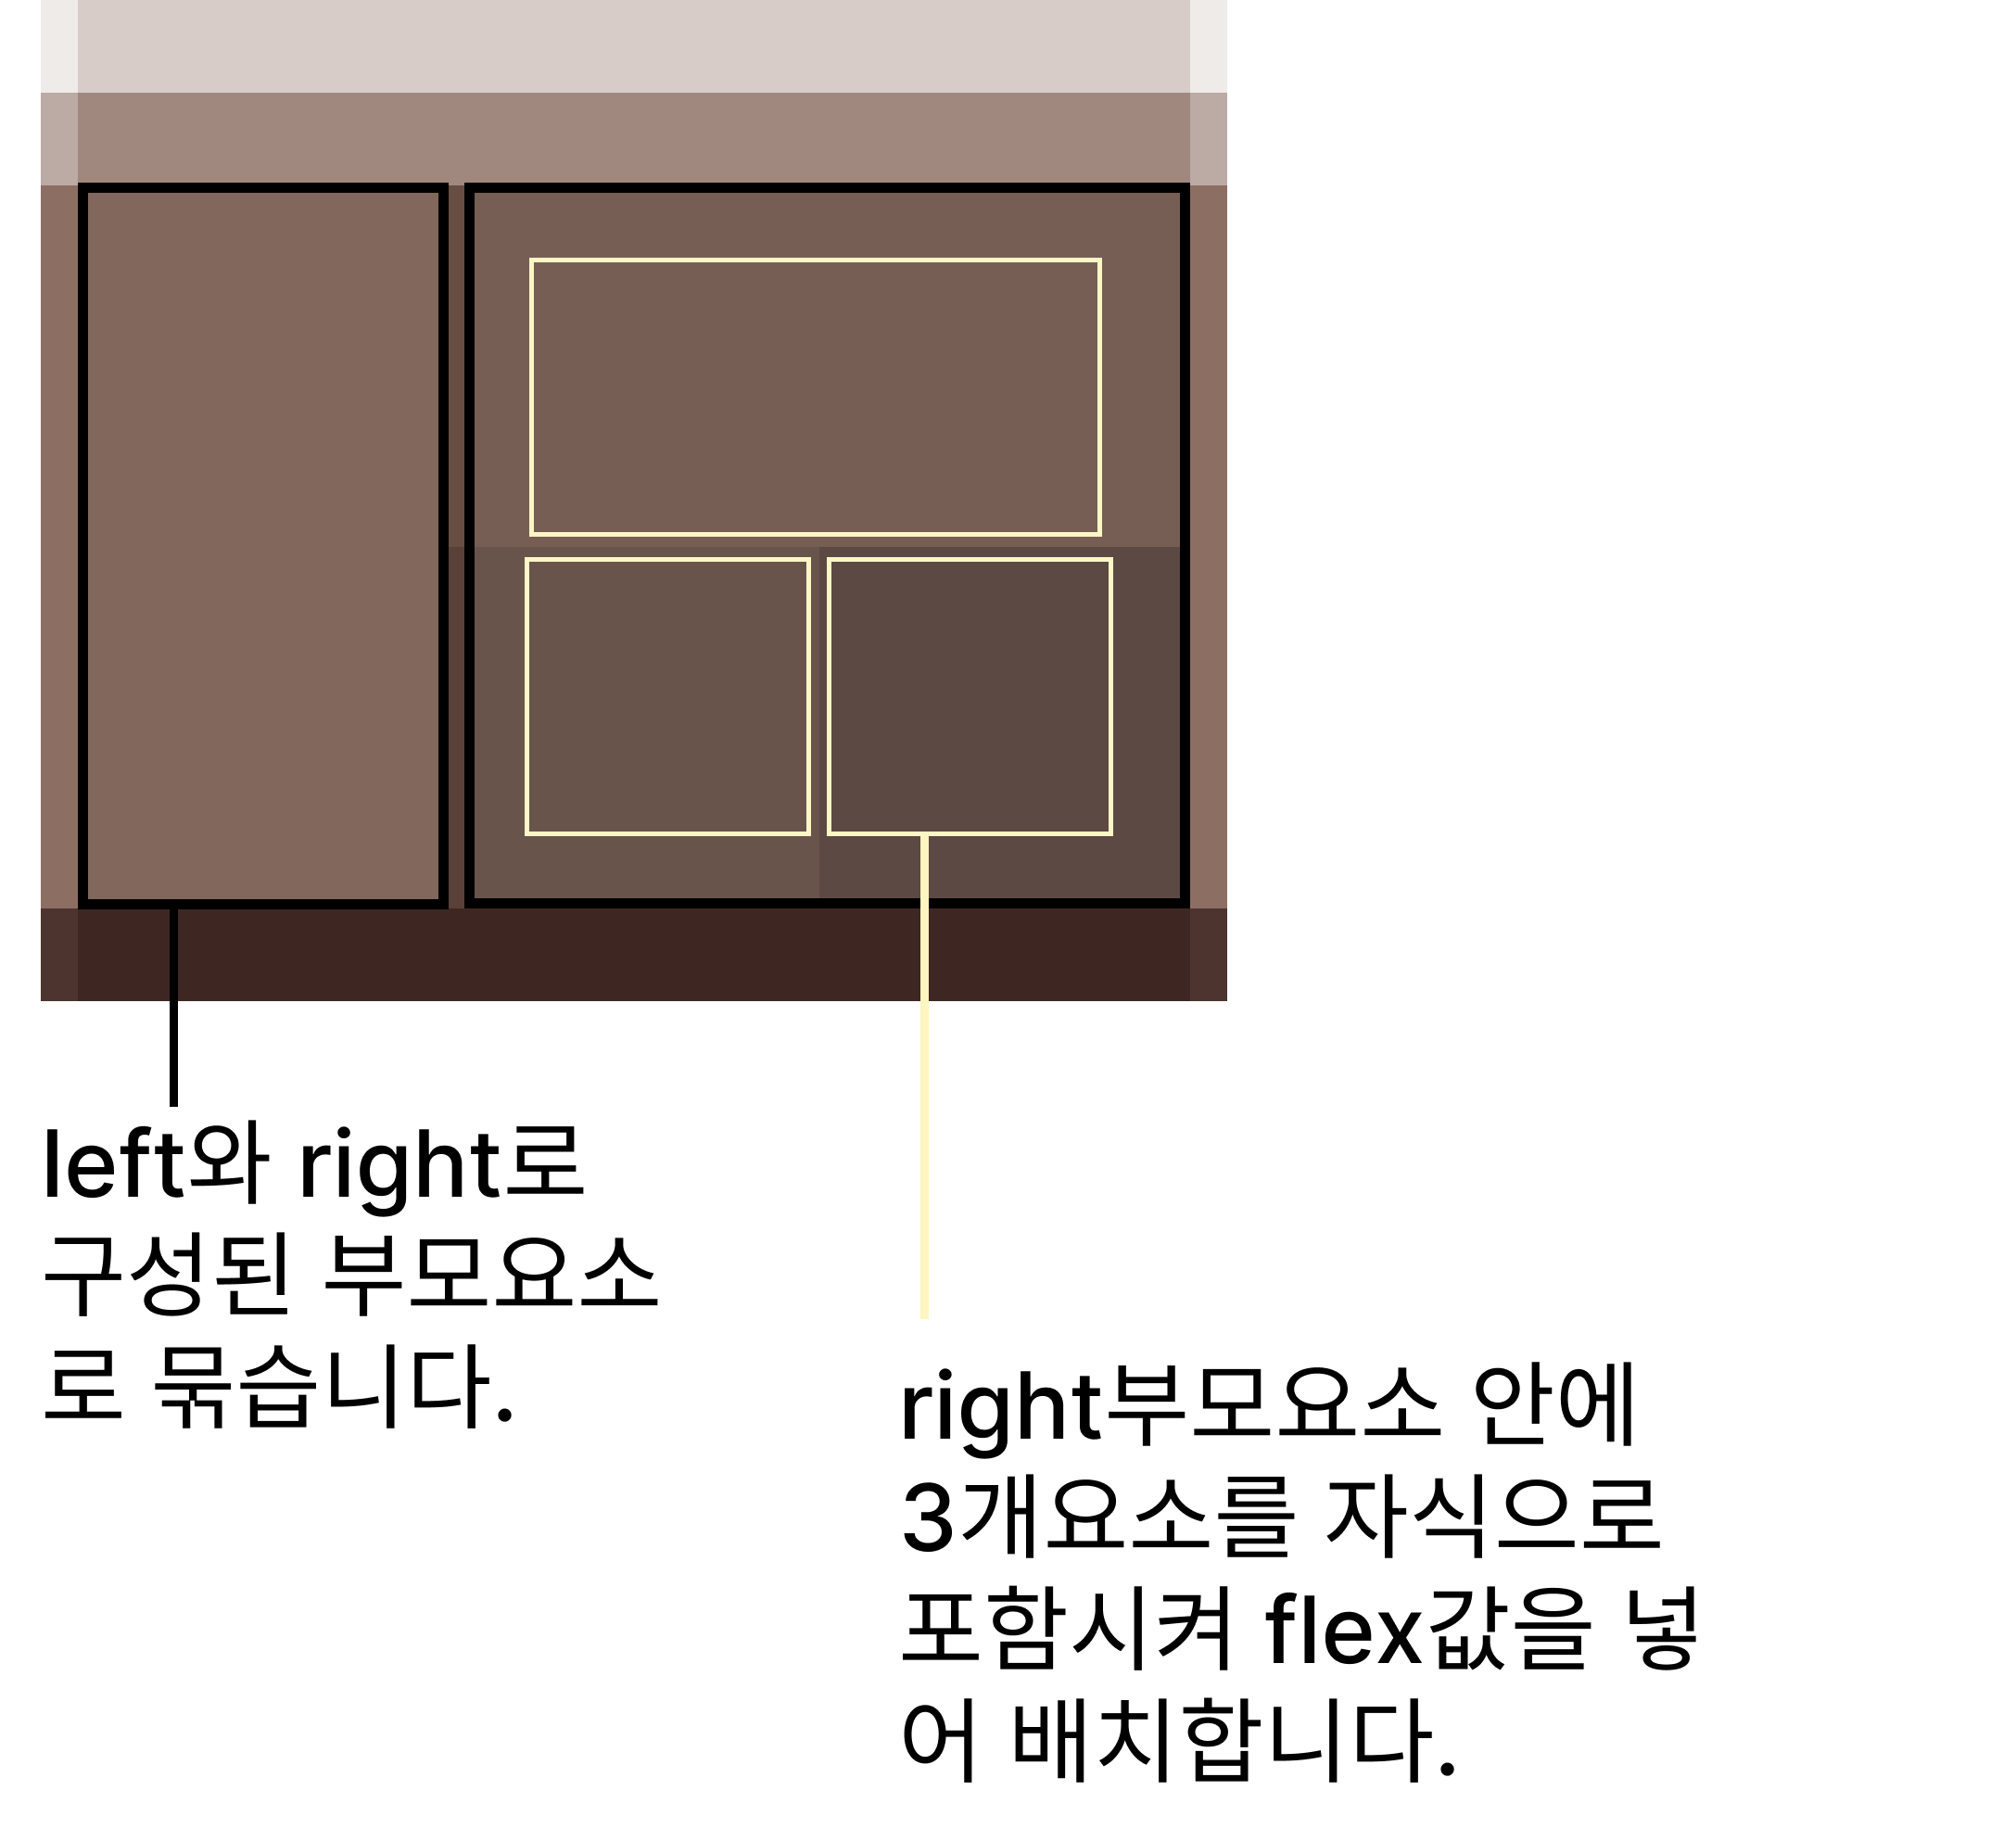 left와 right로
구성된 부모요소
로 묶습니다.
right부모요소 안에
3개요소를 자식으로
포함시켜 flex값을 넣
어 배치합니다.